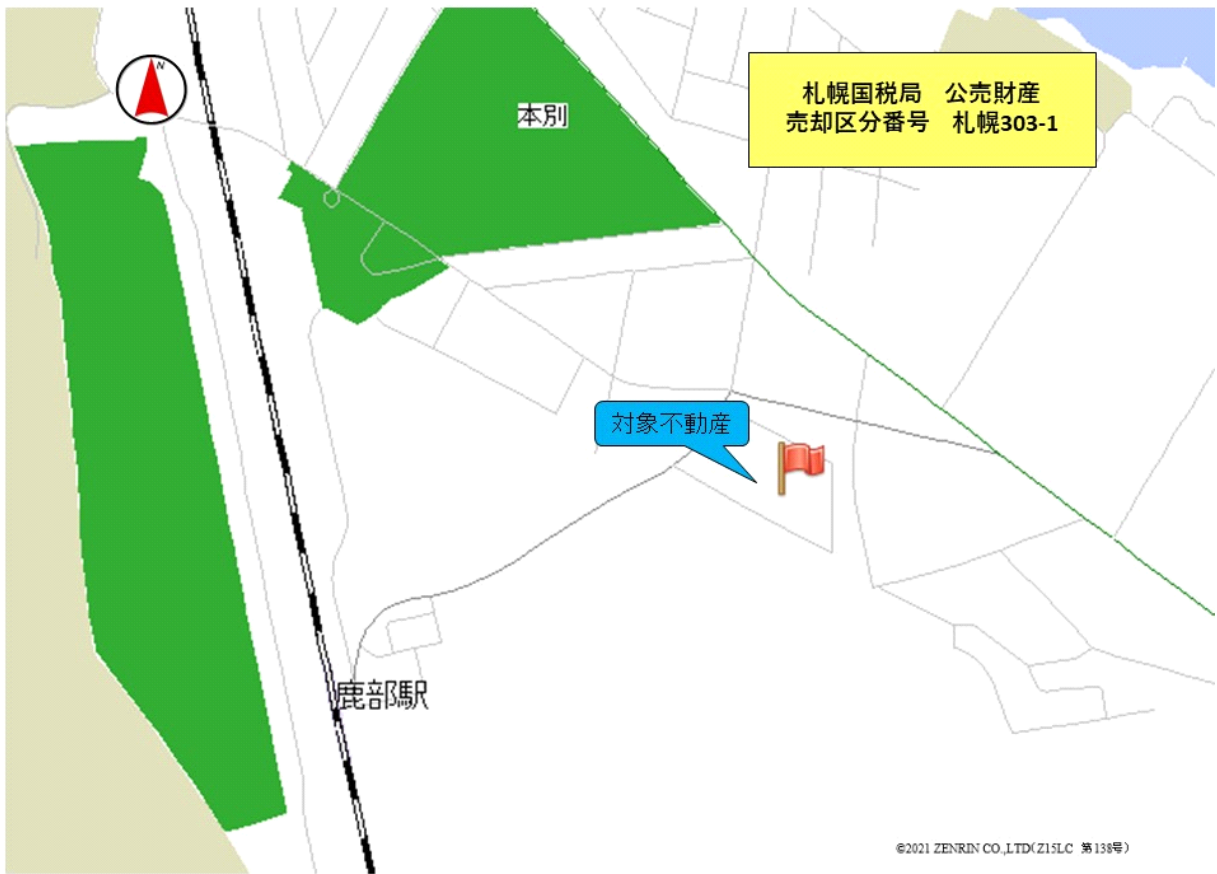 N
本別
札幌国税局　公売財産
売却区分番号　札幌303-1
対象不動産
鹿部駅
©2021 ZENRIN CO.,LTD(Z15LC 第138号)